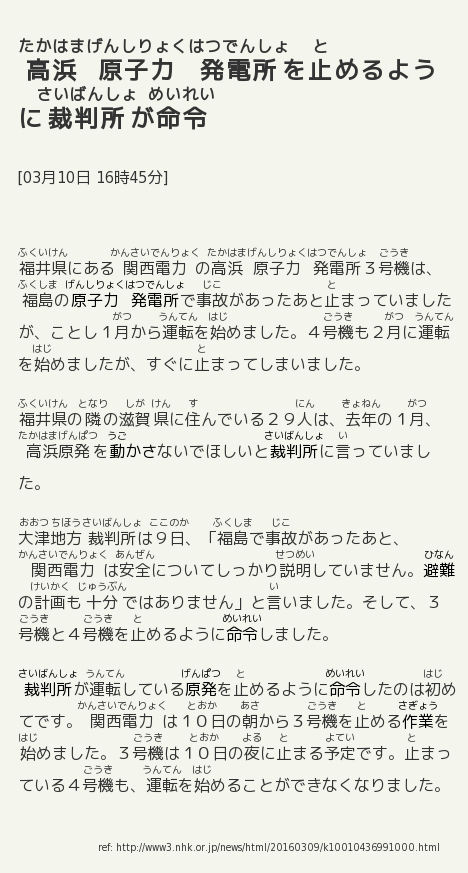 たかはまげんしりょくはつでんしょ と
高浜 原子力 発電所を止めるよう
さいばんしょ めいれい
に裁判所が命令
[03月10日 16時45分]
ふくいけん かんさいでんりょく たかはまげんしりょくはつでんしょ ごうき
福井県にある 関西電力 の高浜 原子力 発電所３号機は、
ふくしま げんしりょくはつでんしょ じこ と
福島の原子力 発電所で事故があったあと止まっていました
がつ うんてん はじ ごうき がつ うんてん
が、ことし１月から運転を始めました。４号機も２月に運転
はじ と
を始めましたが、すぐに止まってしまいました。
ふくいけん となり しが けん す にん きょねん がつ
福井県の隣の滋賀県に住んでいる２９人は、去年の１月、
たかはまげんぱつ うご さいばんしょ い
高浜原発を動かさないでほしいと裁判所に言っていまし
た。
おおつ ちほうさいばんしょ ここのか ふくしま じこ
大津地方 裁判所は９日、「福島で事故があったあと、
かんさいでんりょく あんぜん せつめい ひなん
関西電力 は安全についてしっかり説明していません。避難
けいかく じゅうぶん い
の計画も 十分 ではありません」と言いました。そして、３
ごうき ごうき と めいれい
号機と４号機を止めるように命令しました。
さいばんしょ うんてん げんぱつ と めいれい はじ
裁判所が運転している原発を止めるように命令したのは初め
かんさいでんりょく とおか あさ ごうき と さぎょう
てです。 関西電力 は１０日の朝から３号機を止める作業を
はじ ごうき とおか よる と よてい と
始めました。３号機は１０日の夜に止まる予定です。止まっ
ごうき うんてん はじ
ている４号機も、運転を始めることができなくなりました。
ref: http://www3.nhk.or.jp/news/html/20160309/k10010436991000.html